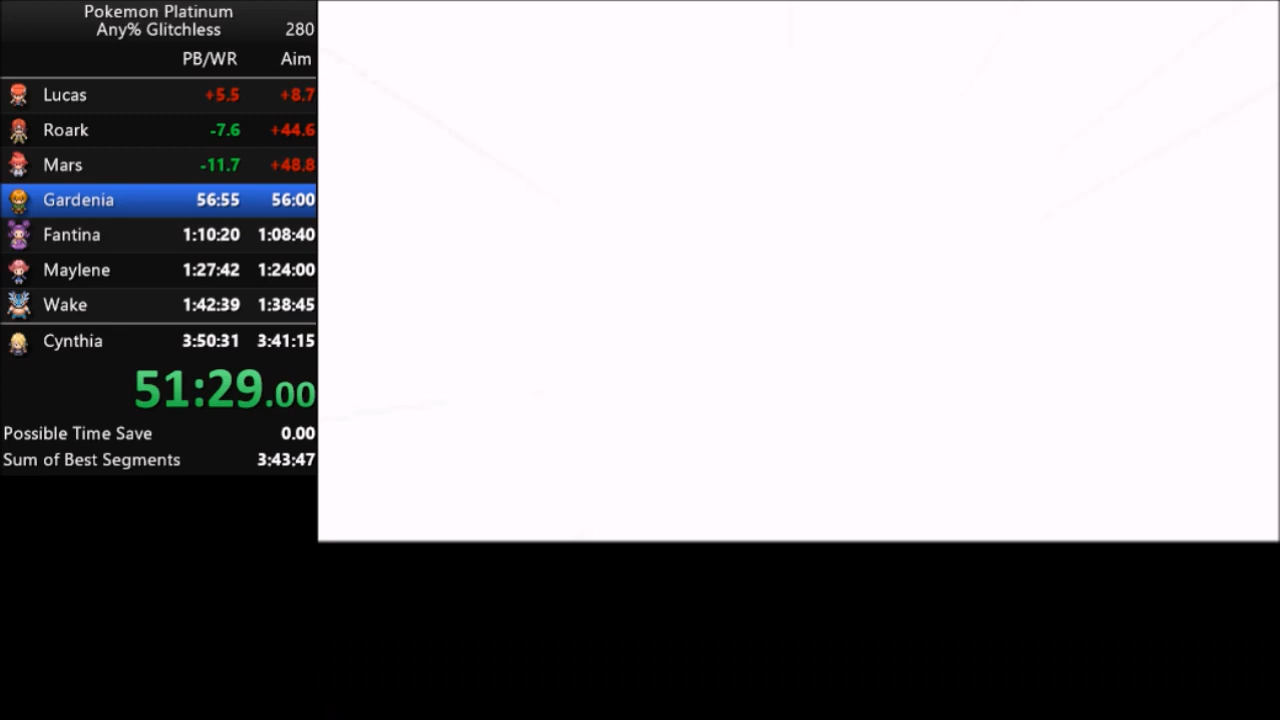 Pokemon Platinum
Any% Glitchless 280
PB/WR Aim
Lucas +5.5 +8.7
Roark -7.6 +44.6
Mars -11.7 +48.8
Gardenia 56:55 56:00
Fantina 1:10:20 1:08:40
Maylene 1:27:42 1:24:00
Wake 1:42:39 1:38:45
Cynthia 3:50:31 3:41:15
51:29.00
Possible Time Save 0.00
Sum of Best Segments 3:43:47